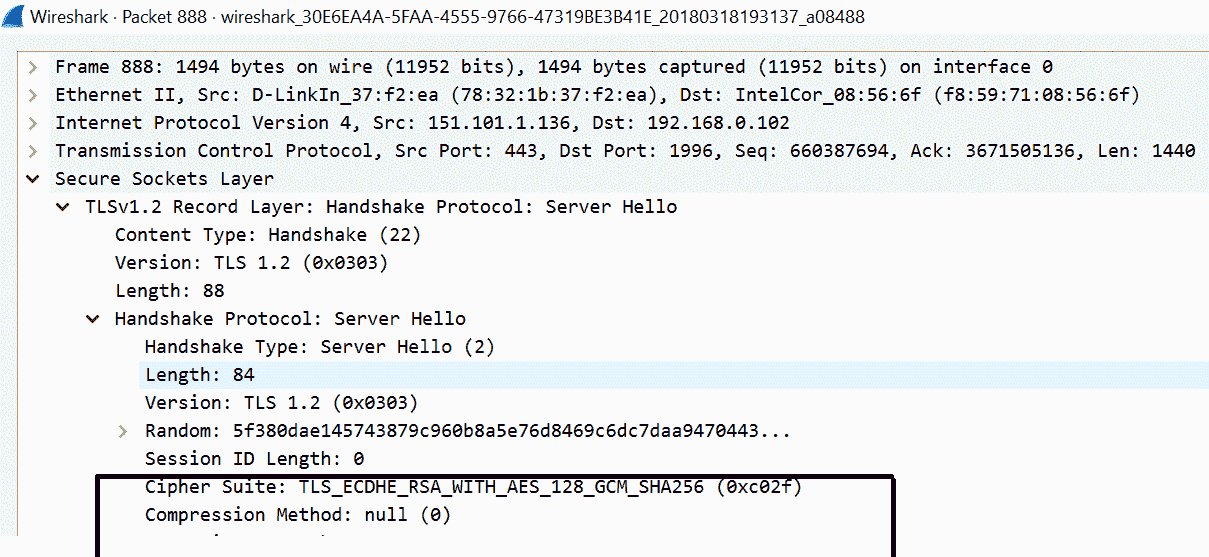 Wireshark · Packet 888 · wireshark_30E6EA4A-5FAA-4555-9766-47319BE3B41E_20180318193137_a08488
Frame 888: 1494 bytes on wire (11952 bits), 1494 bytes captured (11952 bits) on interface 0
Ethernet II, Src: D-LinkIn_37:f2:ea (78:32:1b:37:f2:ea), Dst: IntelCor_08:56:6f (f8:59:71:08:56:6f)
Internet Protocol Version 4, Src: 151.101.1.136, Dst: 192.168.0.102
Transmission Control Protocol, Src Port: 443, Dst Port: 1996, Seq: 660387694, Ack: 3671505136, Len: 1440
Secure Sockets Layer
TLSv1.2 Record Layer: Handshake Protocol: Server Hello
Content Type: Handshake (22)
Version: TLS 1.2 (0x0303)
Length: 88
Handshake Protocol: Server Hello
Handshake Type: Server Hello (2)
Length: 84
Version: TLS 1.2 (0x0303)
Random: 5f380dae145743879c960b8a5e76d8469c6dc7daa9470443...
Session ID Length: 0
Cipher Suite: TLS_ECDHE_RSA_WITH_AES_128_GCM_SHA256 (0xc02f)
Compression Method: null (0)